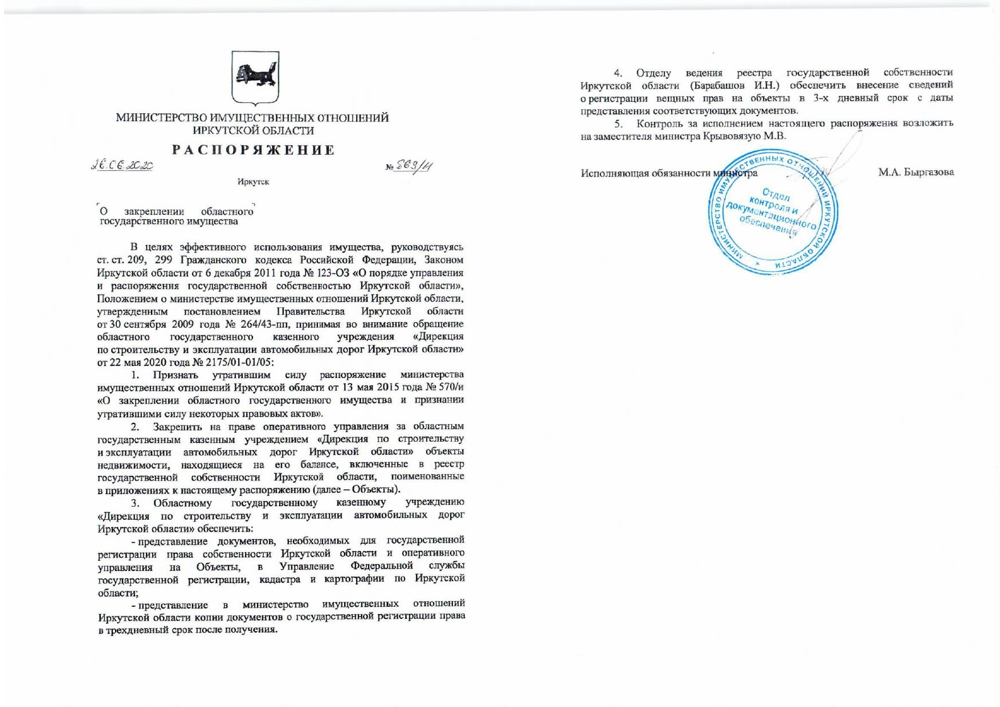 МИНИСТЕРСТВО ИМУЩЕСТВЕННЫХ ОТНОШЕНИЙ
ИРКУТСКОЙ ОБЛАСТИ
РАСПОРЯЖЕНИЕ
26.06.2020
№ 869/и
Иркутск
О закреплении областного
государственного имущества
В целях эффективного использования имущества, руководствуясь
ст. ст. 209, 299 Гражданского кодекса Российской Федерации, Законом
Иркутской области от 6 декабря 2011 года № 123-ОЗ «О порядке управления
и распоряжения государственной собственностью Иркутской области»,
Положением о министерстве имущественных отношений Иркутской области,
утвержденным постановлением Правительства Иркутской области
от 30 сентября 2009 года № 264/43-пп, принимая во внимание обращение
областного государственного казенного учреждения «Дирекция
по строительству и эксплуатации автомобильных дорог Иркутской области»
от 22 мая 2020 года № 2175/01-01/05:
1. Признать утратившим силу распоряжение министерства
имущественных отношений Иркутской области от 13 мая 2015 года № 570/и
«О закреплении областного государственного имущества и признании
утратившими силу некоторых правовых актов».
2. Закрепить на праве оперативного управления за областным
государственным казенным учреждением «Дирекция по строительству
и эксплуатации автомобильных дорог Иркутской области» объекты
недвижимости, находящиеся на его балансе, включенные в реестр
государственной собственности Иркутской области, поименованные
в приложениях к настоящему распоряжению (далее – Объекты).
3. Областному государственному казенному учреждению
«Дирекция по строительству и эксплуатации автомобильных дорог
Иркутской области» обеспечить:
- представление документов, необходимых для государственной
регистрации права собственности Иркутской области и оперативного
управления на Объекты, в Управление Федеральной службы
государственной регистрации, кадастра и картографии по Иркутской
области;
- представление в министерство имущественных отношений
Иркутской области копии документов о государственной регистрации права
в трехдневный срок после получения.
4. Отделу ведения реестра государственной собственности
Иркутской области (Барабашов И.Н.) обеспечить внесение сведений
о регистрации вещных прав на объекты в 3-х дневный срок с даты
представления соответствующих документов.
5. Контроль за исполнением настоящего распоряжения возложить
на заместителя министра Крывовязую М.В.
Исполняющая обязанности министра
М.А. Быргазова
МИНИСТЕРСТВО ИМУЩЕСТВЕННЫХ ОТНОШЕНИЙ ИРКУТСКОЙ ОБЛАСТИ
Отдел
контроля и
документационного
обеспечения